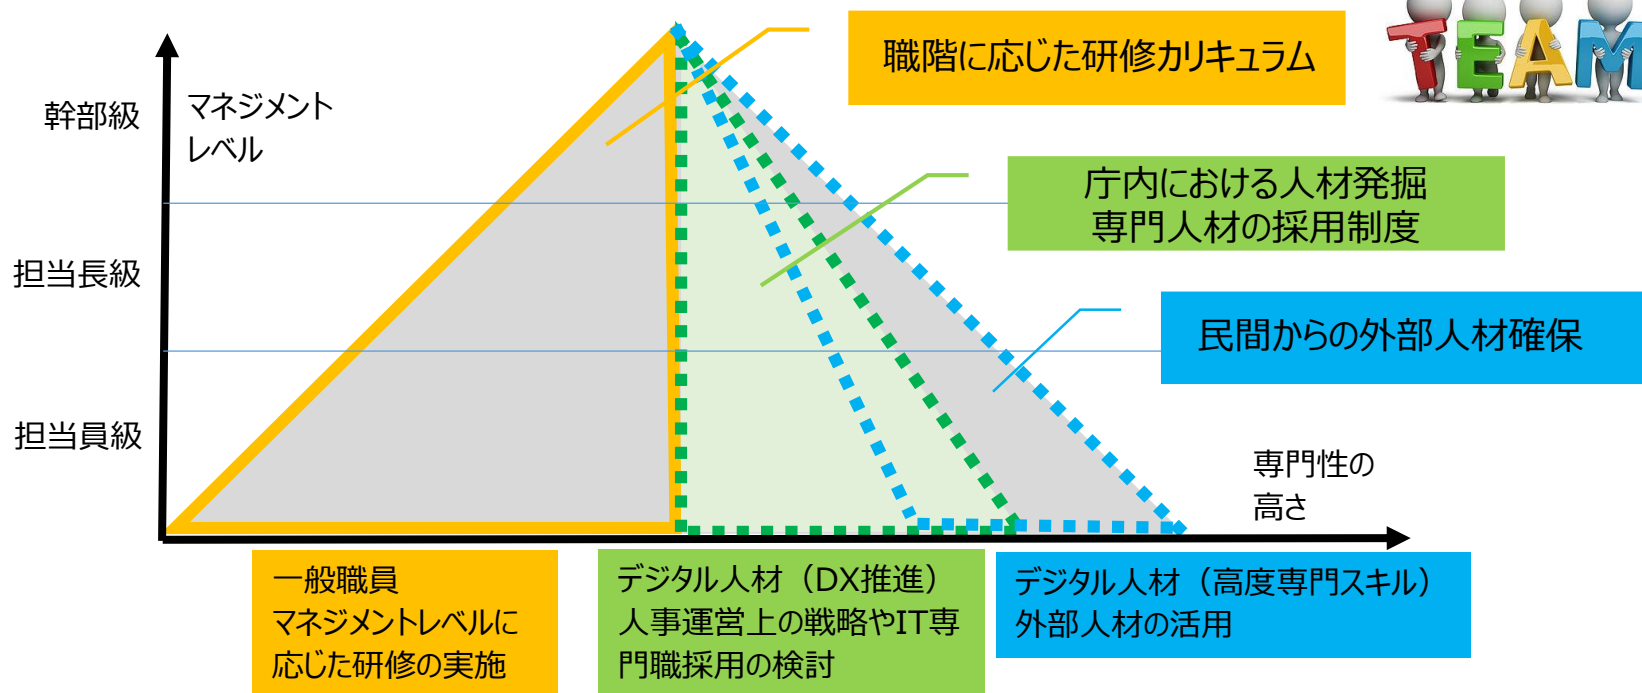 職階に応じた研修カリキュラム
TEAM
幹部級
マネジメント
レベル
庁内における人材発掘
専門人材の採用制度
担当長級
民間からの外部人材確保
担当員級
専門性の
高さ
一般職員
マネジメントレベルに
応じた研修の実施
デジタル人材（DX推進）
人事運営上の戦略やIT専
門職採用の検討
デジタル人材（高度専門スキル）
外部人材の活用